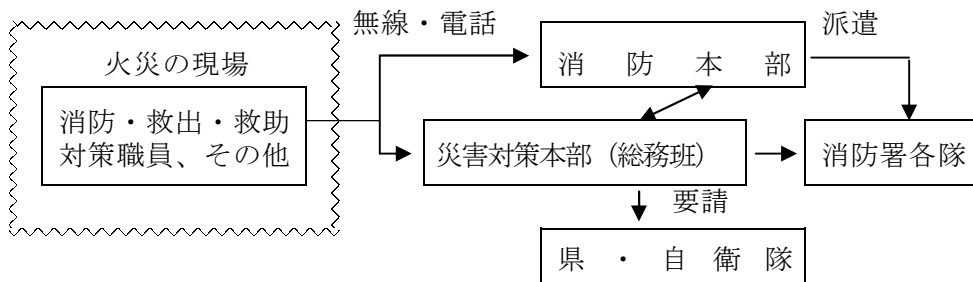 無線・電話
派遣
火災の現場
消防本部
消防・救出・救助
対策職員、その他
災害対策本部（総務班）
消防署各隊
要請
県・自衛隊